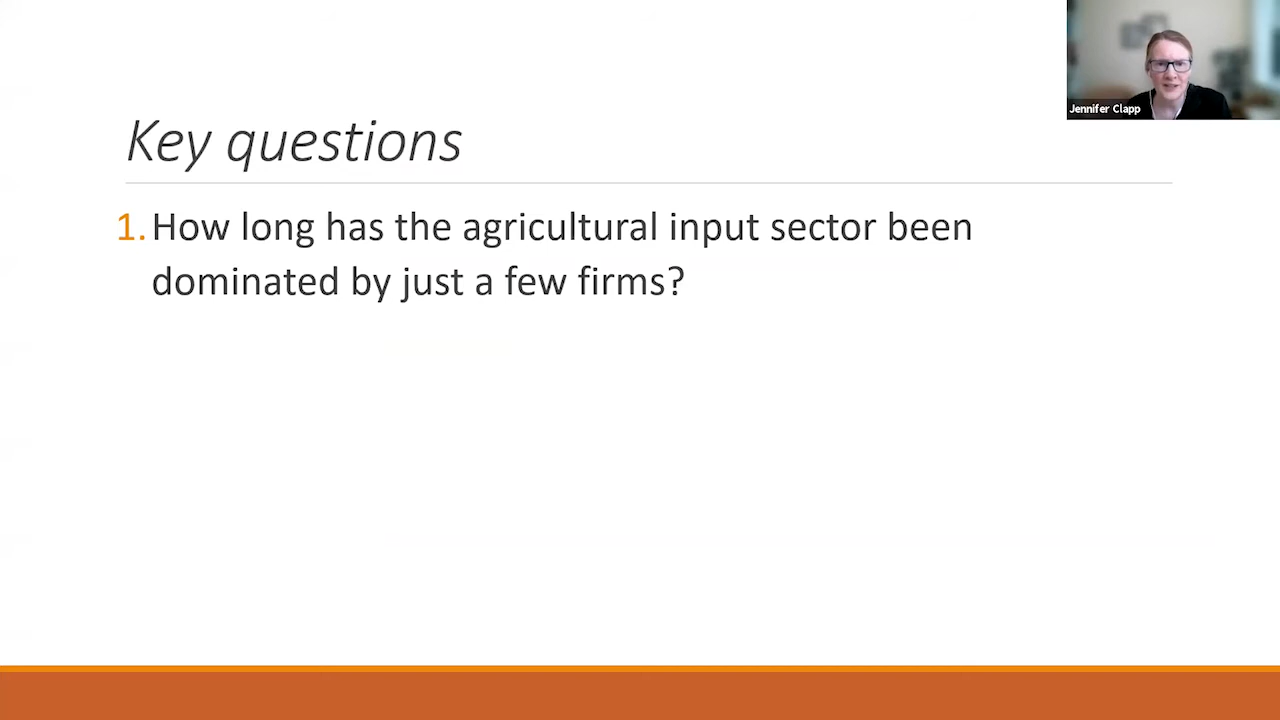 Jennifer Clapp
Key questions
1. How long has the agricultural input sector been
dominated by just a few firms?